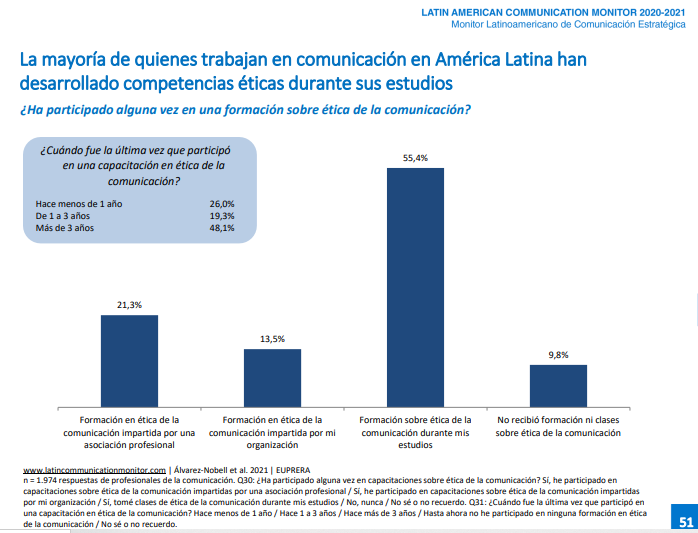 LATIN AMERICAN COMMUNICATION MONITOR 2020-2021
Monitor Latinoamericano de Comunicación Estratégica
La mayoría de quienes trabajan en comunicación en América Latina han
desarrollado competencias éticas durante sus estudios
¿Ha participado alguna vez en una formación sobre ética de la comunicación?
¿Cuándo fue la última vez que participó
en una capacitación en ética de la
comunicación?
Hace menos de 1 año 26,0%
De 1 a 3 años 19,3%
Más de 3 años 48,1%
21,3%
13,5%
55,4%
9,8%
Formación en ética de la
comunicación impartida por una
asociación profesional
Formación en ética de la
comunicación impartida por mi
organización
Formación sobre ética de la
comunicación durante mis
estudios
No recibió formación ni clases
sobre ética de la comunicación
www.latincommunicationmonitor.com | Álvarez-Nobell et al. 2021 | EUPRERA
n = 1.974 respuestas de profesionales de la comunicación. Q30: ¿Ha participado alguna vez en capacitaciones sobre ética de la comunicación? Sí, he participado en
capacitaciones sobre ética de la comunicación impartidas por una asociación profesional / Sí, he participado en capacitaciones sobre ética de la comunicación impartidas
por mi organización / Sí, tomé clases de ética de la comunicación durante mis estudios / No, nunca / No sé o no recuerdo. Q31: ¿Cuándo fue la última vez que participó en
una capacitación en ética de la comunicación? Hace menos de 1 año / Hace 1 a 3 años / Hace más de 3 años / Hasta ahora no he participado en ninguna formación en ética
de la comunicación / No sé o no recuerdo.
51